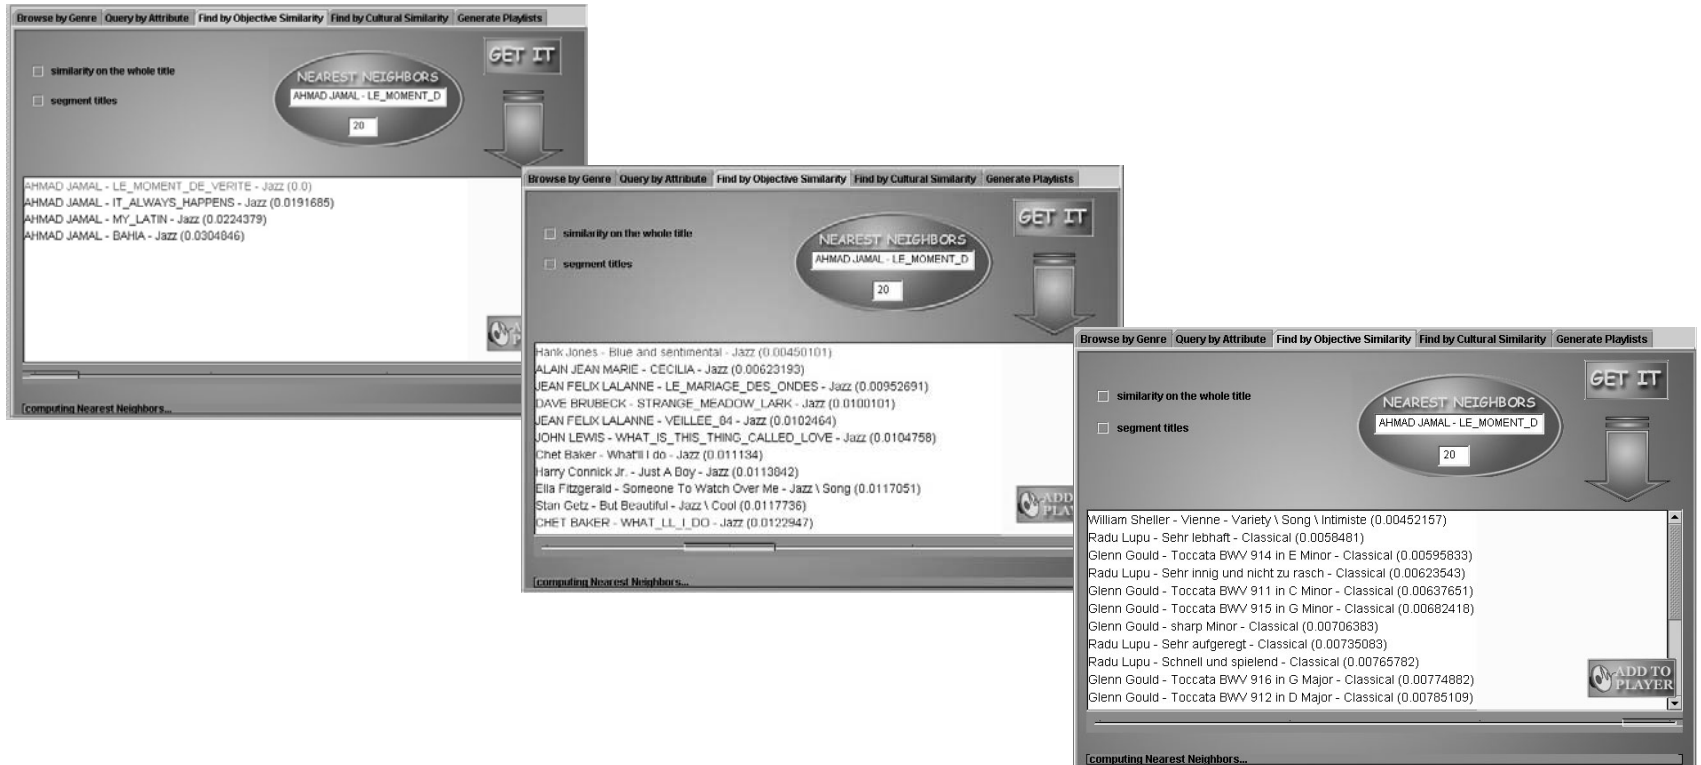 Browse by Genre Query by Attribute Find by Objective Similarity Find by Cultural Similarity Generate Playlists
similarity on the whole title
segment titles
NEAREST NEIGHBORS
AHMAD JAMAL - LE_MOMENT_D
20
GET IT
AHMAD JAMAL - LE_MOMENT_DE_VERITE - Jazz (0.0)
AHMAD JAMAL - IT_ALWAYS_HAPPENS - Jazz (0.0191685)
AHMAD JAMAL - MY_LATIN - Jazz (0.0224379)
AHMAD JAMAL - BAHIA - Jazz (0.0304846)
[computing Nearest Neighbors...
Browse by Genre Query by Attribute Find by Objective Similarity Find by Cultural Similarity Generate Playlists
similarity on the whole title
segment titles
NEAREST NEIGHBORS
AHMAD JAMAL - LE_MOMENT_D
20
GET IT
Hank Jones - Blue and sentimental - Jazz (0.00450101)
ALAIN JEAN MARIE - CECILIA - Jazz (0.00623193)
JEAN FELIX LALANNE - LE_MARIAGE_DES_ONDES - Jazz (0.00952691)
DAVE BRUBECK - STRANGE_MEADOW_LARK - Jazz (0.0100101)
JEAN FELIX LALANNE - VEILLEE_84 - Jazz (0.0102464)
JOHN LEWIS - WHAT_IS_THIS_THING_CALLED_LOVE - Jazz (0.0104758)
Chet Baker - What'll I do - Jazz (0.011134)
Harry Connick Jr. - Just A Boy - Jazz (0.0113842)
Ella Fitzgerald - Someone To Watch Over Me - Jazz \ Song (0.0117051)
Stan Getz - But Beautiful - Jazz \ Cool (0.0117736)
CHET BAKER - WHAT_LL_I_DO - Jazz (0.0122947)
ADD
PLA
[computing Nearest Neighbors...
Browse by Genre Query by Attribute Find by Objective Similarity Find by Cultural Similarity Generate Playlists
similarity on the whole title
segment titles
NEAREST NEIGHBORS
AHMAD JAMAL - LE_MOMENT_D
20
GET IT
William Sheller - Vienne - Variety \ Song \ Intimiste (0.00452157)
Radu Lupu - Sehr lebhaft - Classical (0.0058481)
Glenn Gould - Toccata BWV 914 in E Minor - Classical (0.00595833)
Radu Lupu - Sehr innig und nicht zu rasch - Classical (0.00623543)
Glenn Gould - Toccata BWV 911 in C Minor - Classical (0.00637651)
Glenn Gould - Toccata BWV 915 in G Minor - Classical (0.00682418)
Glenn Gould - sharp Minor - Classical (0.00706383)
Radu Lupu - Sehr aufgeregt - Classical (0.00735083)
Radu Lupu - Schnell und spielend - Classical (0.00765782)
Glenn Gould - Toccata BWV 916 in G Major - Classical (0.00774882)
Glenn Gould - Toccata BWV 912 in D Major - Classical (0.00785109)
ADD TO
PLAYER
[computing Nearest Neighbors...